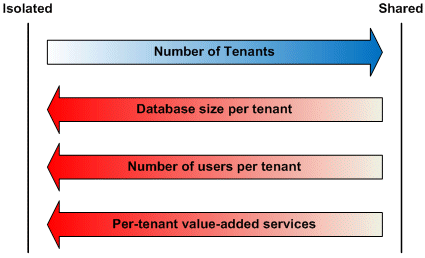 Isolated
Shared
Number of Tenants
Database size per tenant
Number of users per tenant
Per-tenant value-added services